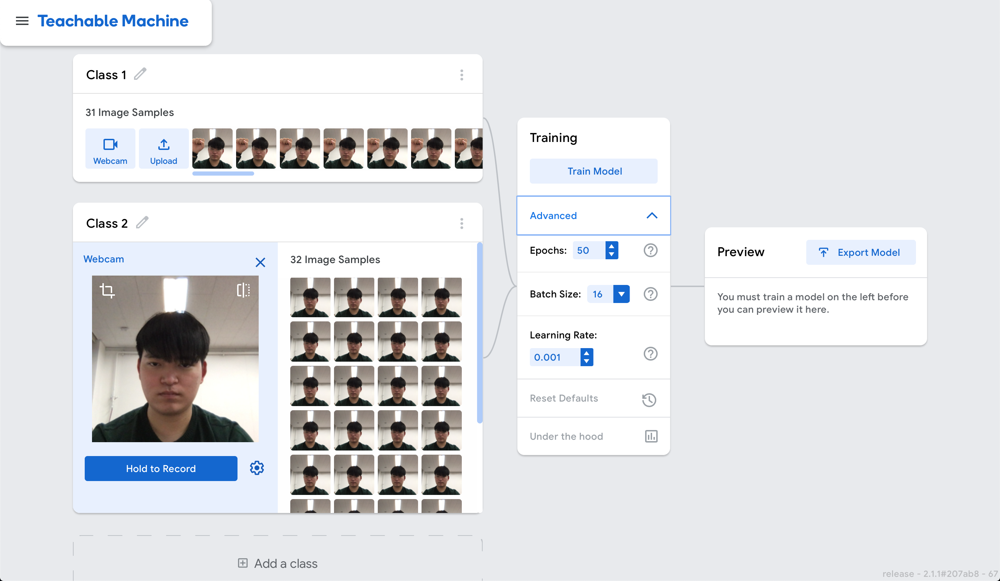 Teachable Machine
Class 1
31 Image Samples
Webcam
Upload
Class 2
Webcam
32 Image Samples
Hold to Record
Add a class
Training
Train Model
Advanced
Epochs: 50
Batch Size: 16
Learning Rate:
0.001
Reset Defaults
Under the hood
Preview
Export Model
You must train a model on the left before
you can preview it here.
release - 2.1.1#207ab8 - 67